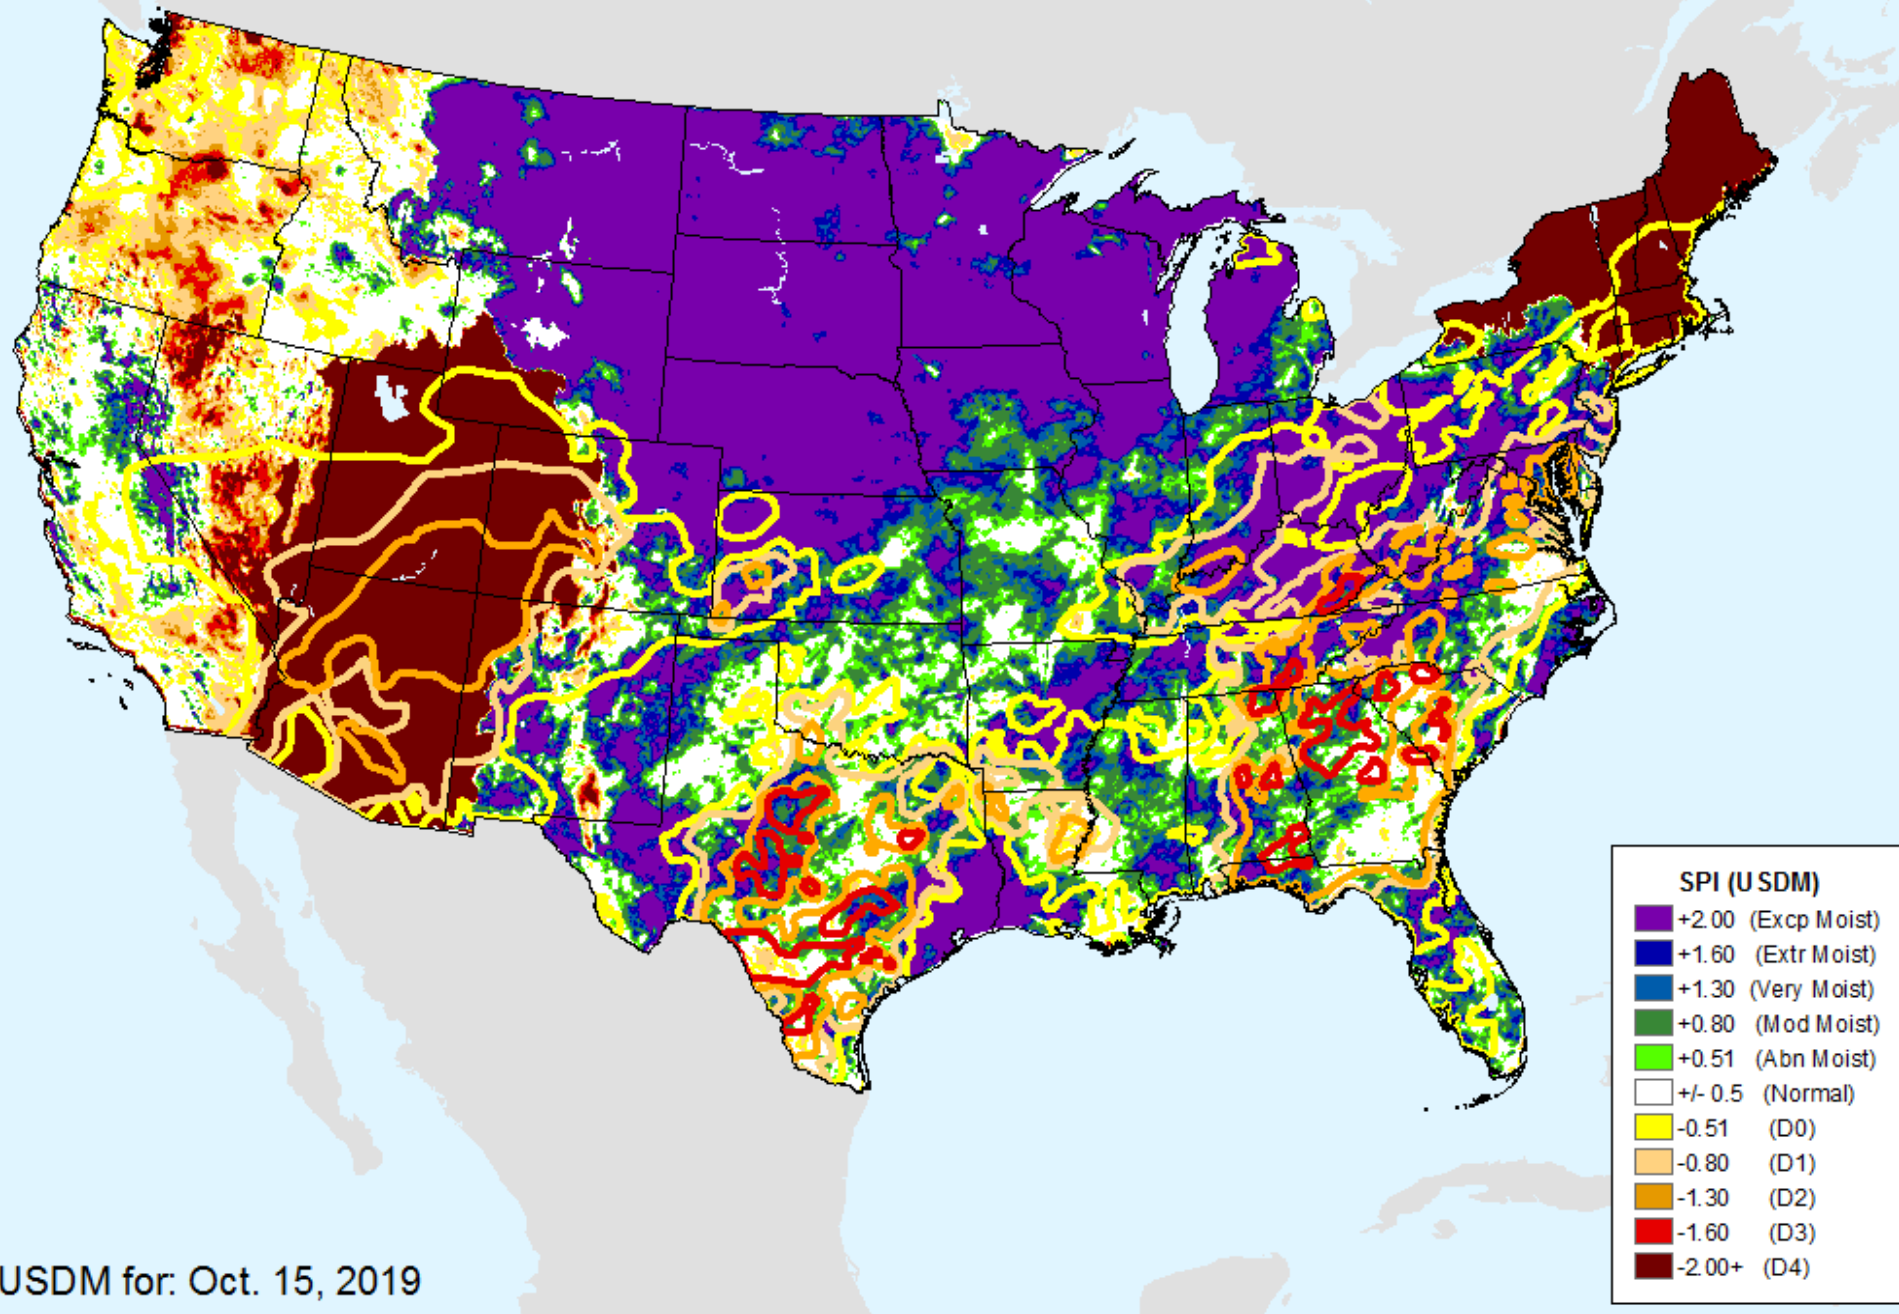 SPI (USDM)
+2.00 (Excp Moist)
+1.60 (Extr Moist)
+1.30 (Very Moist)
+0.80 (Mod Moist)
+0.51 (Abn Moist)
+/- 0.5 (Normal)
-0.51 (D0)
-0.80 (D1)
-1.30 (D2)
-1.60 (D3)
-2.00+ (D4)
USDM for: Oct. 15, 2019